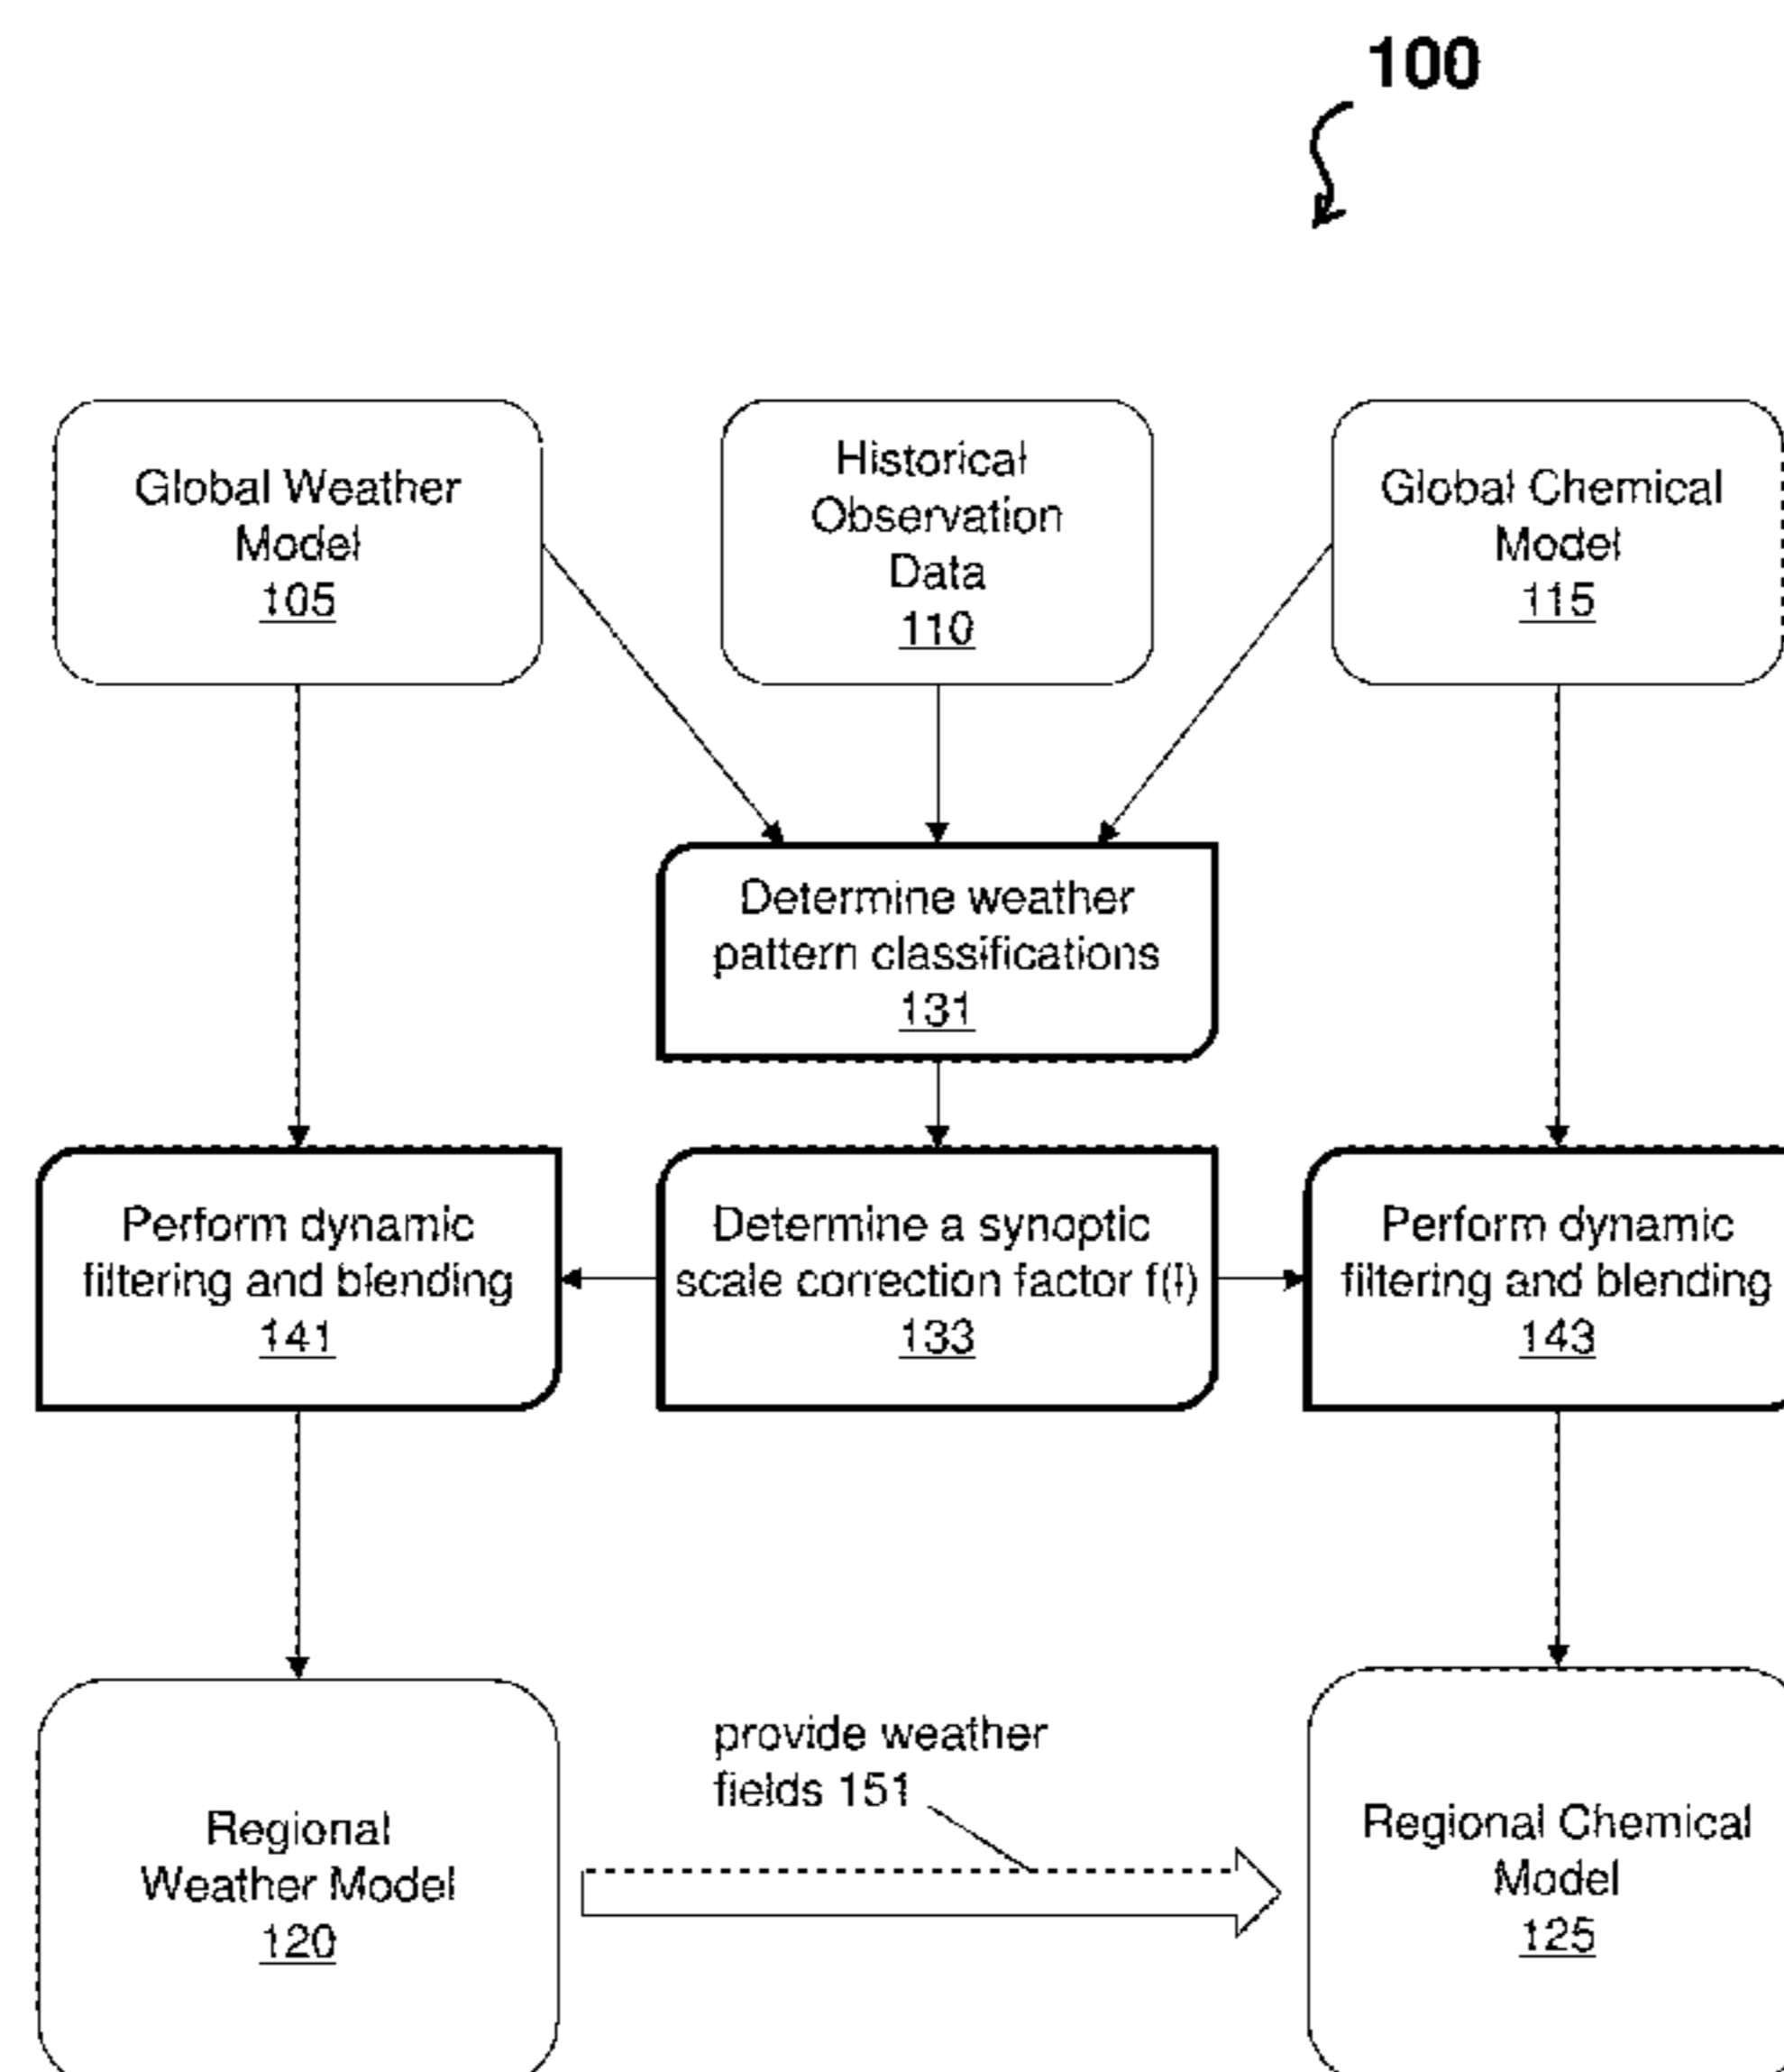 100
Global Weather
Model
105
Historical
Observation
Data
110
Global Chemical
Model
115
Determine weather
pattern classifications
131
Perform dynamic
filtering and blending
141
Determine a synoptic
scale correction factor f(l)
133
Perform dynamic
filtering and blending
143
provide weather
fields 151
Regional
Weather Model
120
Regional Chemical
Model
125